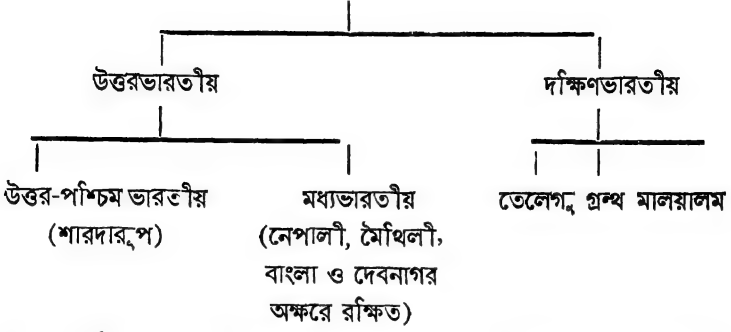 উত্তরভারতীয় দক্ষিণভারতীয়
উত্তর-পশ্চিম ভারতীয় মধ্যভারতীয় তেলেগু গ্রন্থ মালয়ালম
(শারদারূপ) (নেপালী, মৈথিলী,
বাংলা ও দেবনাগর
অক্ষরে রক্ষিত)